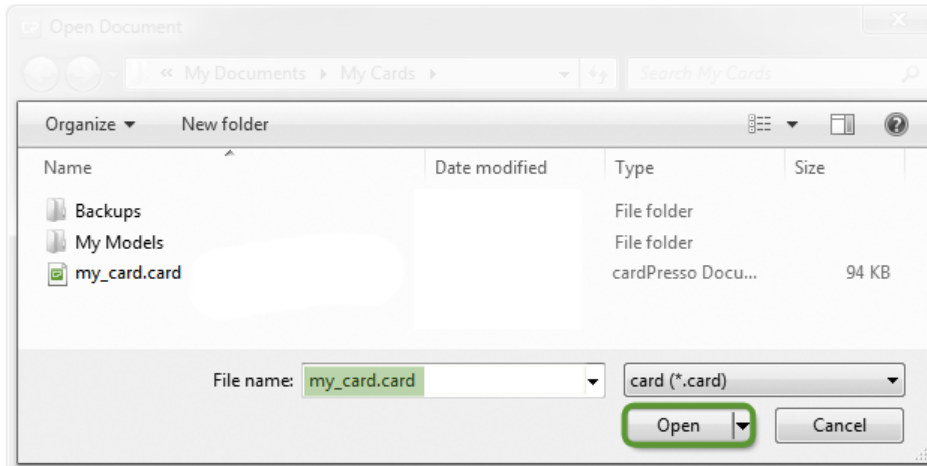 Open Document
« My Documents ▸ My Cards ▸ Search My Cards
Organize ▾ New folder
Name Date modified Type Size
Backups File folder
My Models File folder
my_card.card cardPresso Docu... 94 KB
File name: my_card.card card (*.card)
Open Cancel